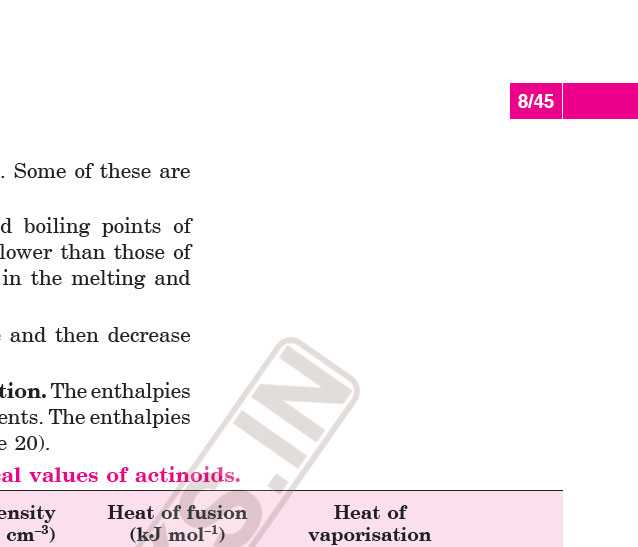 8/45
. Some of these are
d boiling points of
lower than those of
in the melting and
and then decrease
tion. The enthalpies
ents. The enthalpies
e 20).
cal values of actinoids.
ensity Heat of fusion Heat of
cm⁻³) (kJ mol⁻¹) vaporisation
S.IN